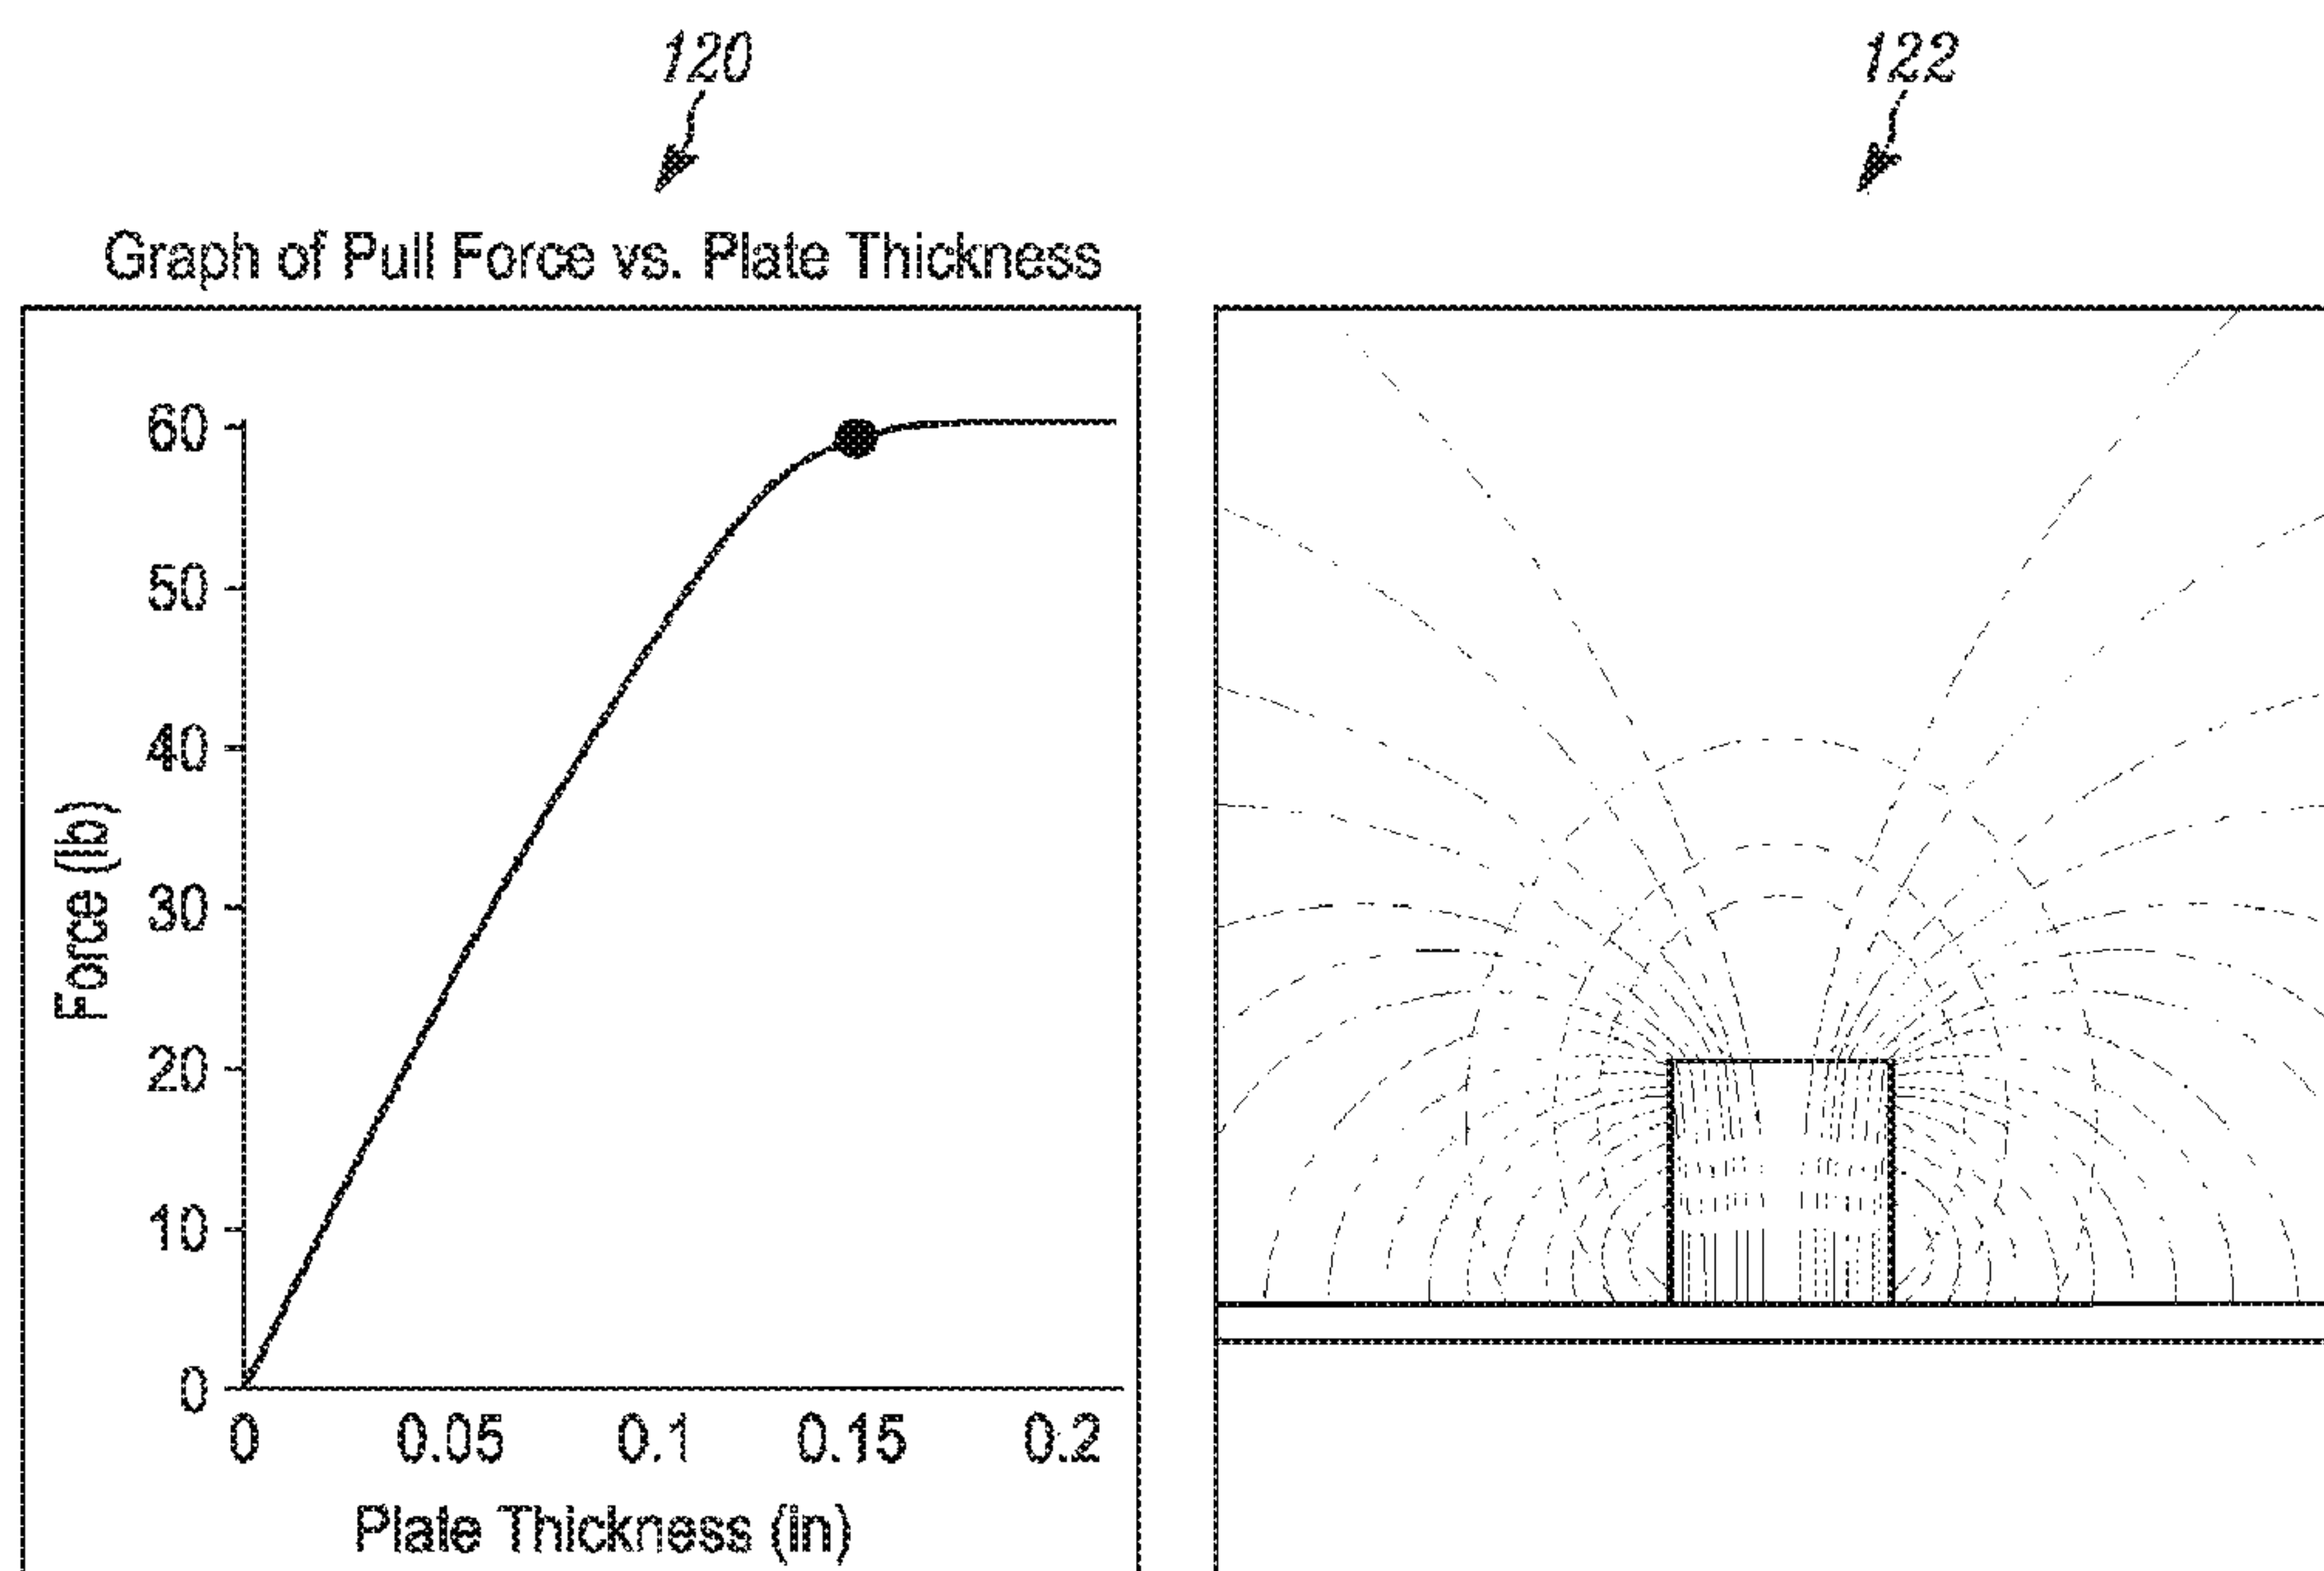 120
122
Graph of Pull Force vs. Plate Thickness
60
50
40
30
20
10
0
Force (lb)
0 0.05 0.1 0.15 0.2
Plate Thickness (in)